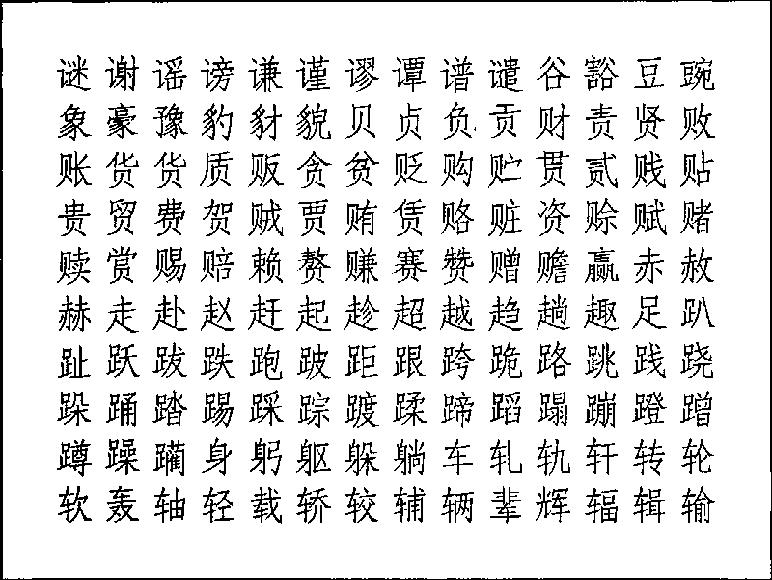 谜 谢 谣 谤 谦 谨 谬 谭 谱 谴 谷 豁 豆 豌
象 豪 豫 豹 豺 貌 贝 贞 负 贡 财 责 贤 败
账 货 货 质 贩 贪 贫 贬 购 贮 贯 贰 贱 贴
贵 贸 费 贺 贼 贾 贿 赁 赂 赃 资 赊 赋 赌
赎 赏 赐 赔 赖 赘 赚 赛 赞 赠 赡 赢 赤 赦
赫 走 赴 赵 赶 起 趁 超 越 趋 趟 趣 足 趴
趾 跃 跋 跌 跑 跛 距 跟 跨 跪 路 跳 践 跷
跺 踊 踏 踢 踩 踪 踱 蹂 蹄 蹈 蹋 蹦 蹬 蹭
蹲 躁 躏 身 躬 躯 躲 躺 车 轧 轨 轩 转 轮
软 轰 轴 轻 载 轿 较 辅 辆 辈 辉 辐 辑 输